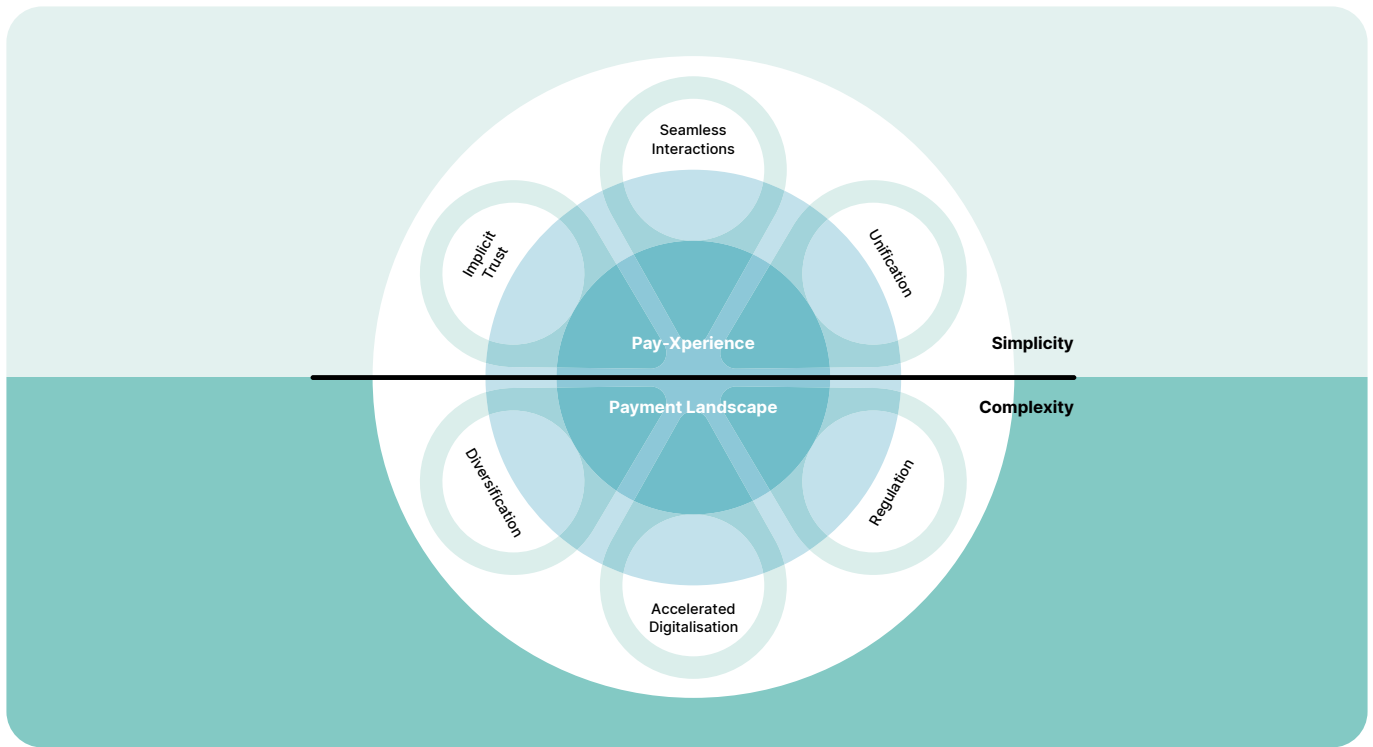 Seamless
Interactions
Implicit
Trust
Unification
Pay-Xperience
Simplicity
Payment Landscape
Complexity
Diversification
Regulation
Accelerated
Digitalisation